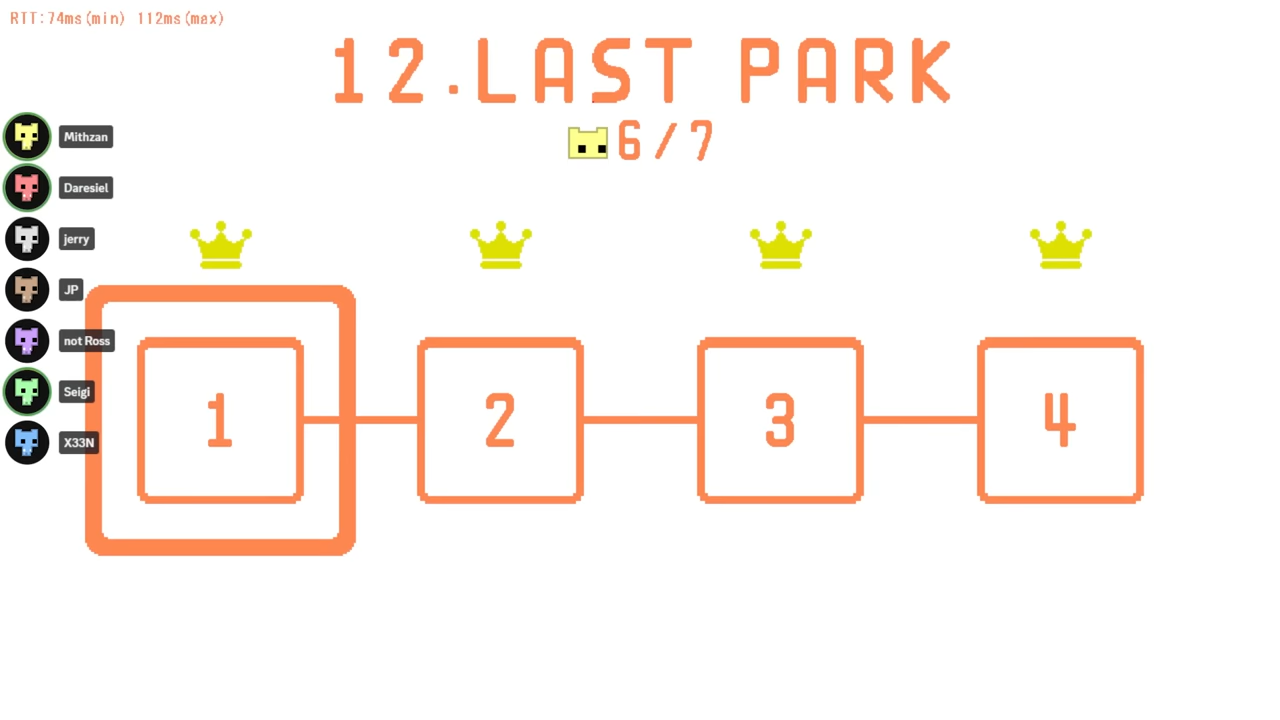 RTT:74ms(min) 112ms(max)
12.LAST PARK
6/7
Mithzan
Daresiel
jerry
JP
not Ross
Seigi
X33N
1
2
3
4